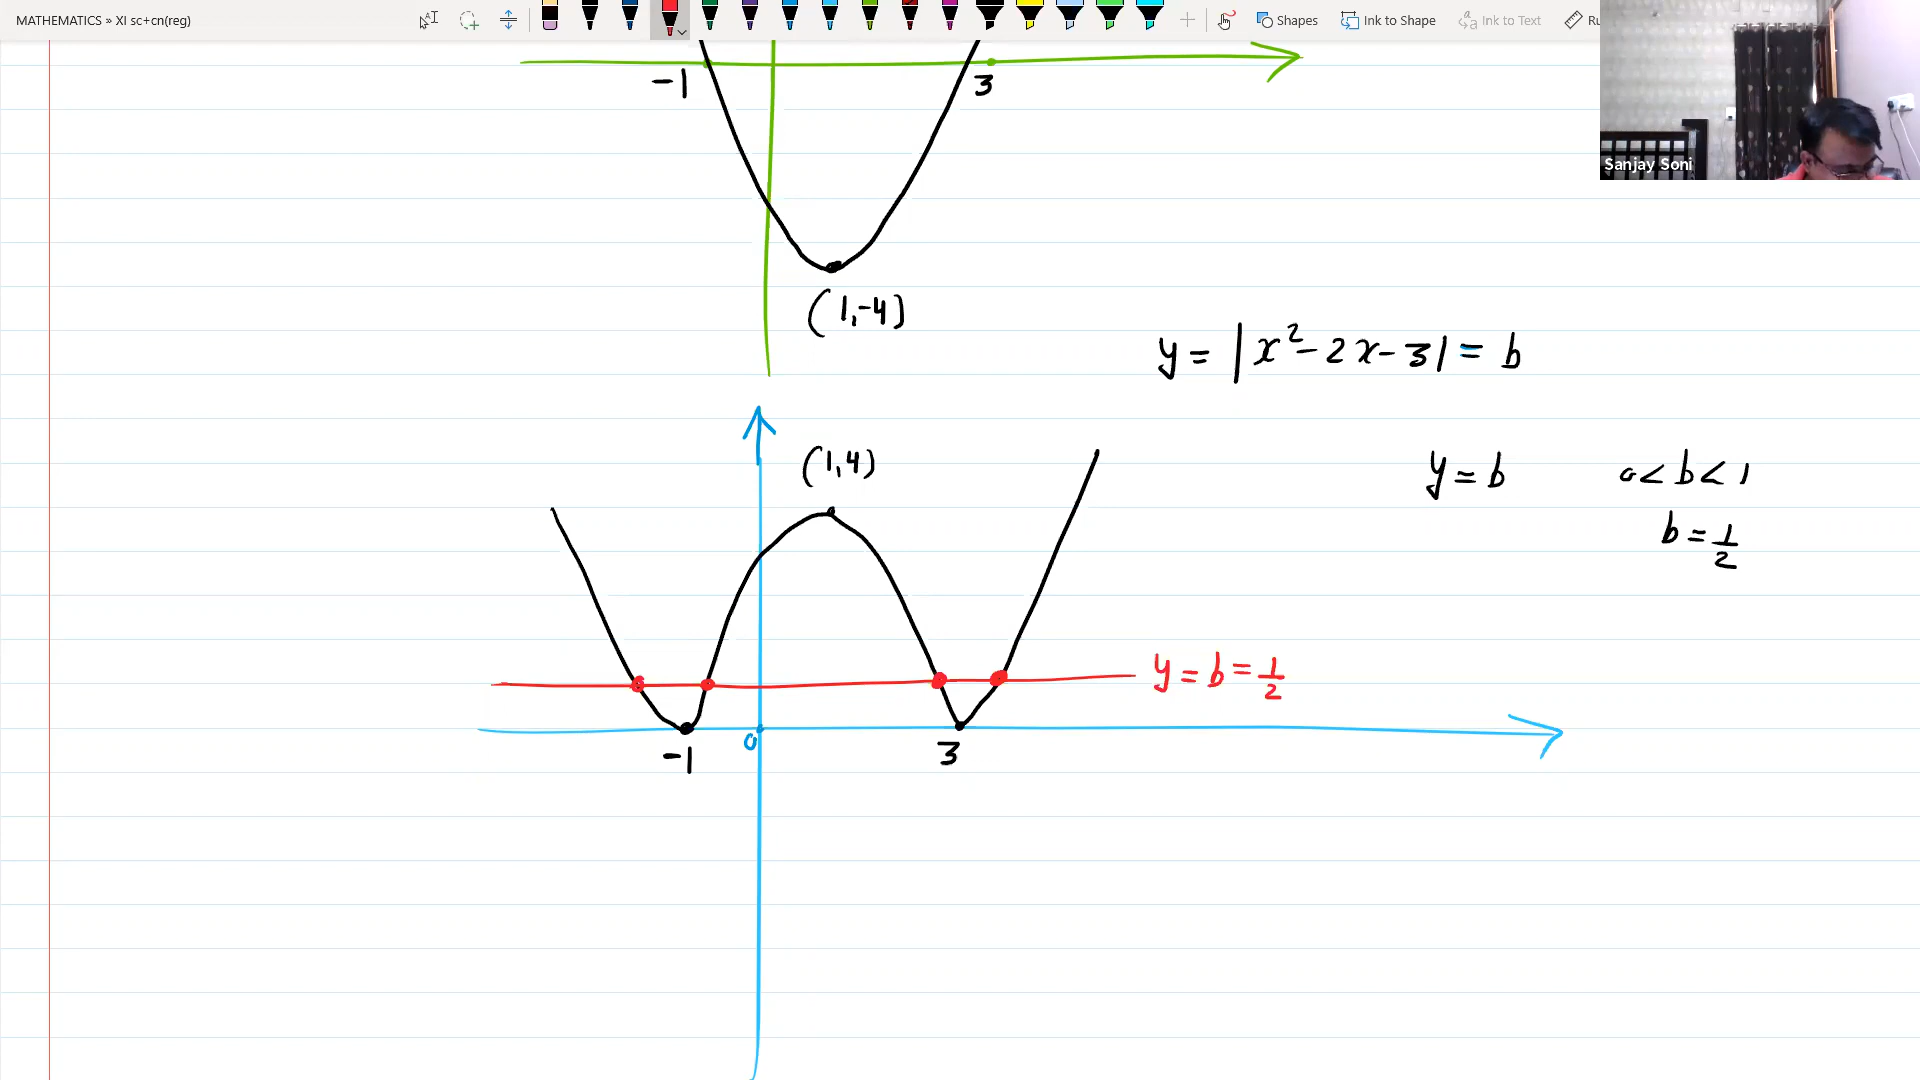 MATHEMATICS » XI sc+cn(reg)
Shapes
Ink to Shape
Ink to Text
Ru
Sanjay Soni
-1
3
(1,-4)
y = |x²-2x-3| = b
(1,4)
y = b
0 < b < 1
b = 1/2
y = b = 1/2
-1
0
3